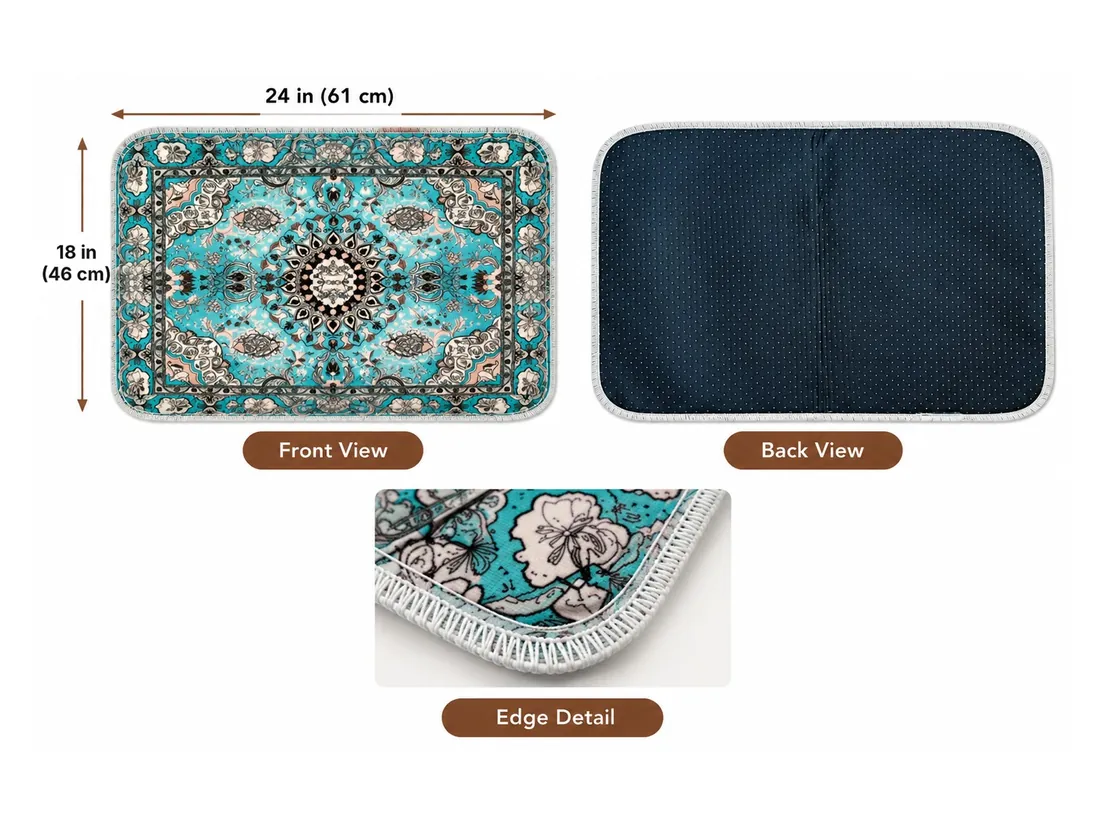 24 in (61 cm)
18 in
(46 cm)
Front View
Back View
Edge Detail